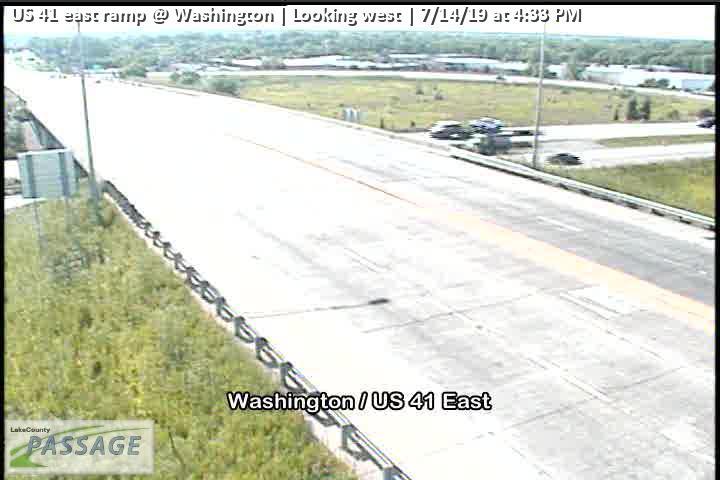 US 41 east ramp @ Washington | Looking west | 7/14/19 at 4:33 PM
Washington / US 41 East
LakeCounty
PASSAGE